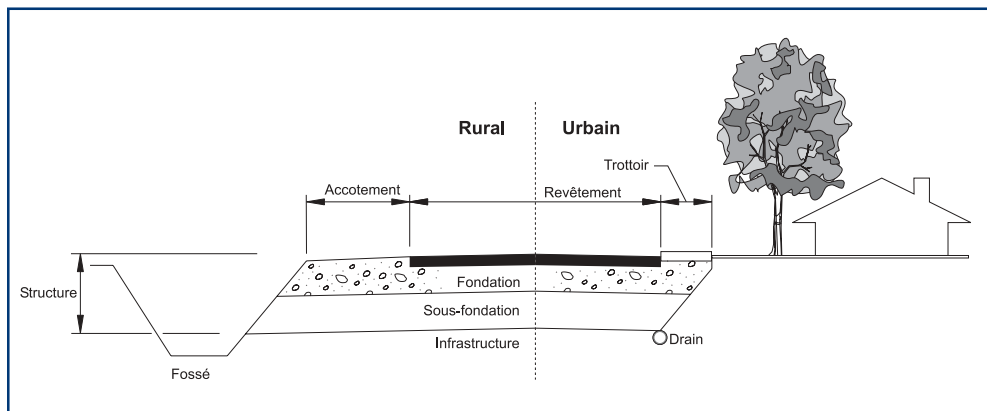 Rural
Urbain
Trottoir
Accotement
Revêtement
Structure
Fondation
Sous-fondation
Infrastructure
Drain
Fossé